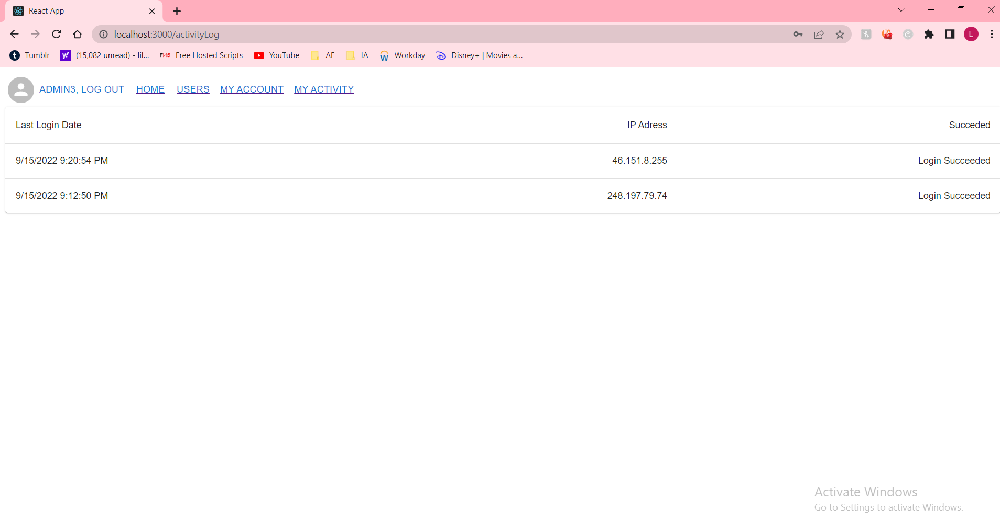 React App
localhost:3000/activityLog
L
Tumblr (15,082 unread) - lil... FHS Free Hosted Scripts YouTube AF IA Workday Disney+ | Movies a...
ADMIN3, LOG OUT HOME USERS MY ACCOUNT MY ACTIVITY
Last Login Date IP Adress Succeded
9/15/2022 9:20:54 PM 46.151.8.255 Login Succeeded
9/15/2022 9:12:50 PM 248.197.79.74 Login Succeeded
Activate Windows
Go to Settings to activate Windows.